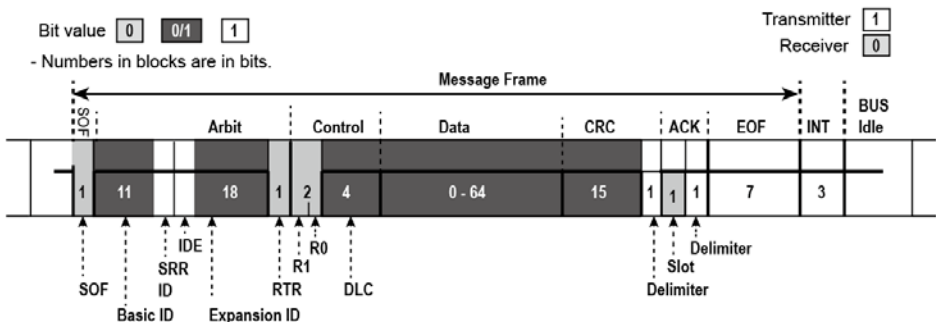 Bit value 0 0/1 1
Transmitter 1
Receiver 0
- Numbers in blocks are in bits.
Message Frame
SOF Arbit Control Data CRC ACK EOF INT BUS
Idle
1 11 18 1 2 4 0 - 64 15 1 1 1 7 3
IDE R0 Delimiter
SRR R1 Slot
SOF ID RTR DLC Delimiter
Basic ID Expansion ID